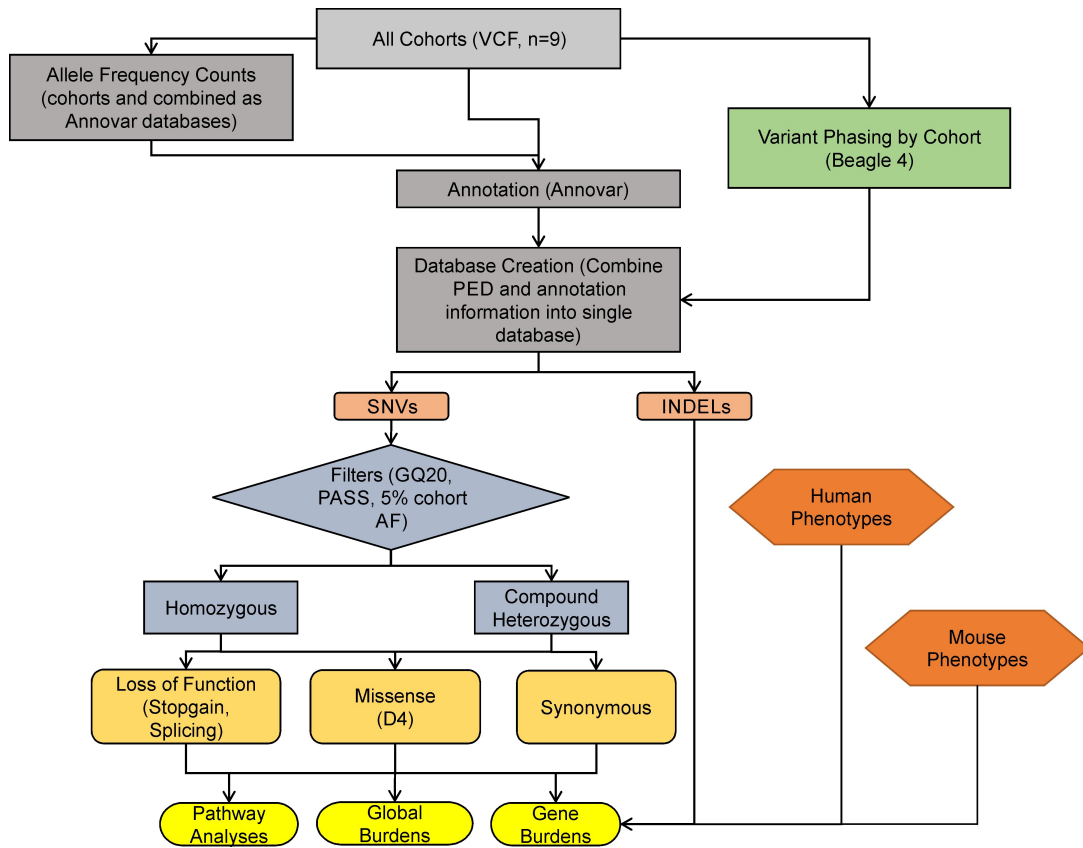 All Cohorts (VCF, n=9)
Allele Frequency Counts
(cohorts and combined as
Annovar databases)
Variant Phasing by Cohort
(Beagle 4)
Annotation (Annovar)
Database Creation (Combine
PED and annotation
information into single
database)
SNVs
INDELs
Filters (GQ20,
PASS, 5% cohort
AF)
Human
Phenotypes
Homozygous
Compound
Heterozygous
Mouse
Phenotypes
Loss of Function
(Stopgain,
Splicing)
Missense
(D4)
Synonymous
Pathway
Analyses
Global
Burdens
Gene
Burdens